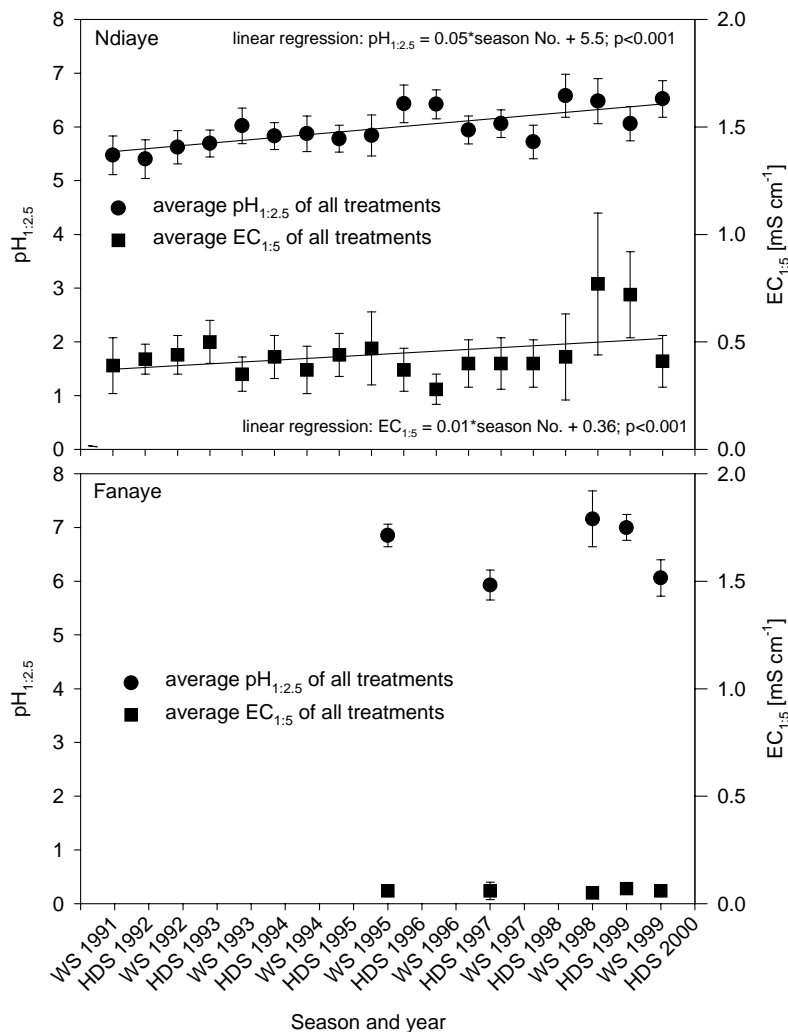 Ndiaye
linear regression: pH1:2.5 = 0.05*season No. + 5.5; p<0.001
8
7
6
5
4
3
2
1
0
pH1:2.5
2.0
1.5
1.0
0.5
0.0
EC1:5 [mS cm-1]
average pH1:2.5 of all treatments
average EC1:5 of all treatments
linear regression: EC1:5 = 0.01*season No. + 0.36; p<0.001
Fanaye
8
7
6
5
4
3
2
1
0
pH1:2.5
2.0
1.5
1.0
0.5
0.0
EC1:5 [mS cm-1]
average pH1:2.5 of all treatments
average EC1:5 of all treatments
WS 1991
HDS 1992
WS 1992
HDS 1993
WS 1993
HDS 1994
WS 1994
HDS 1995
WS 1995
HDS 1996
WS 1996
HDS 1997
WS 1997
HDS 1998
WS 1998
HDS 1999
WS 1999
HDS 2000
Season and year